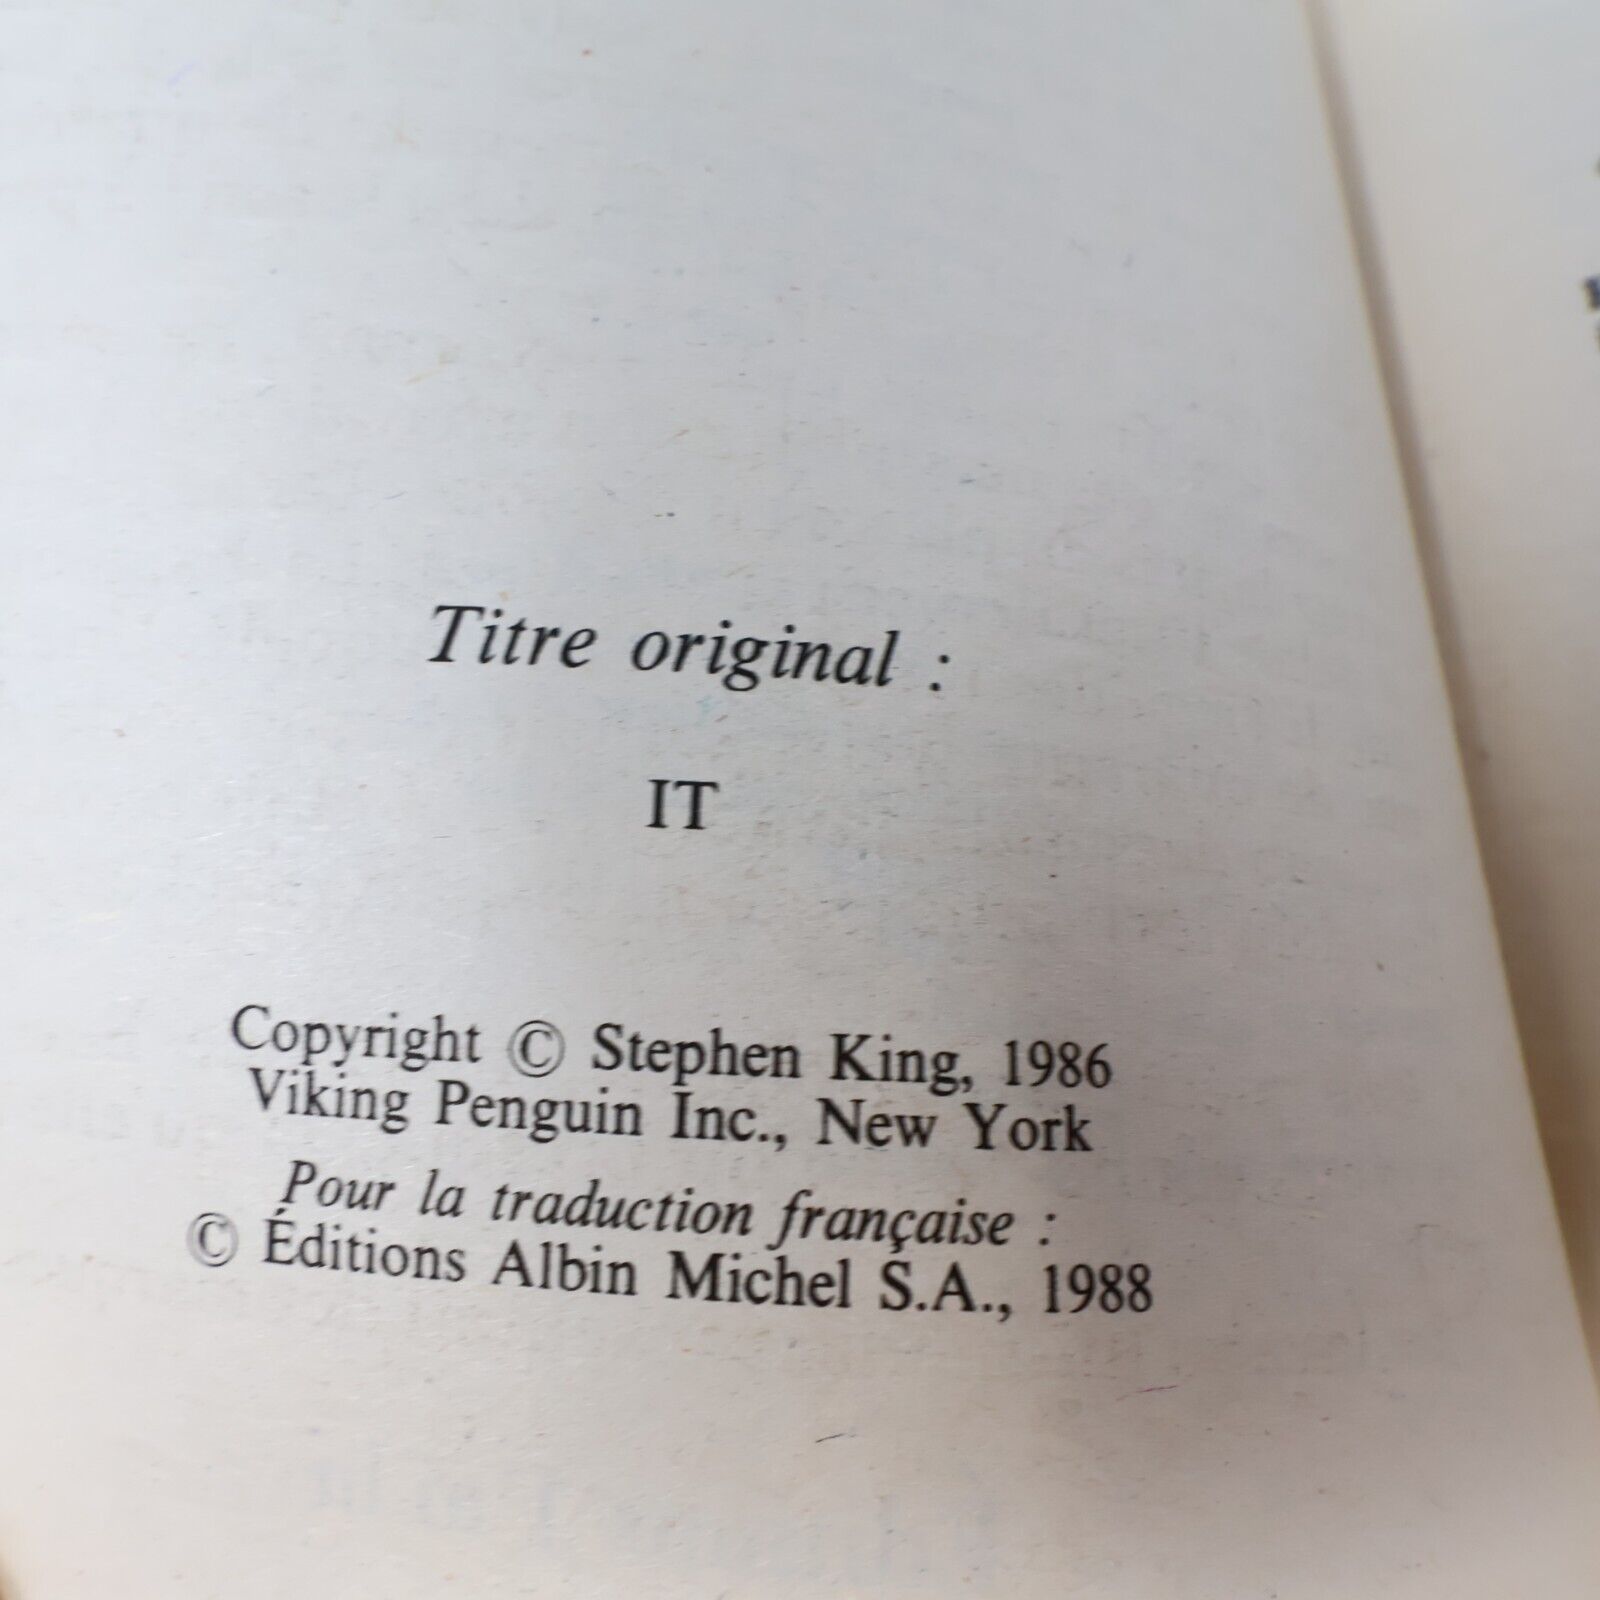 Titre original :
IT
Copyright © Stephen King, 1986
Viking Penguin Inc., New York
Pour la traduction française :
© Éditions Albin Michel S.A., 1988